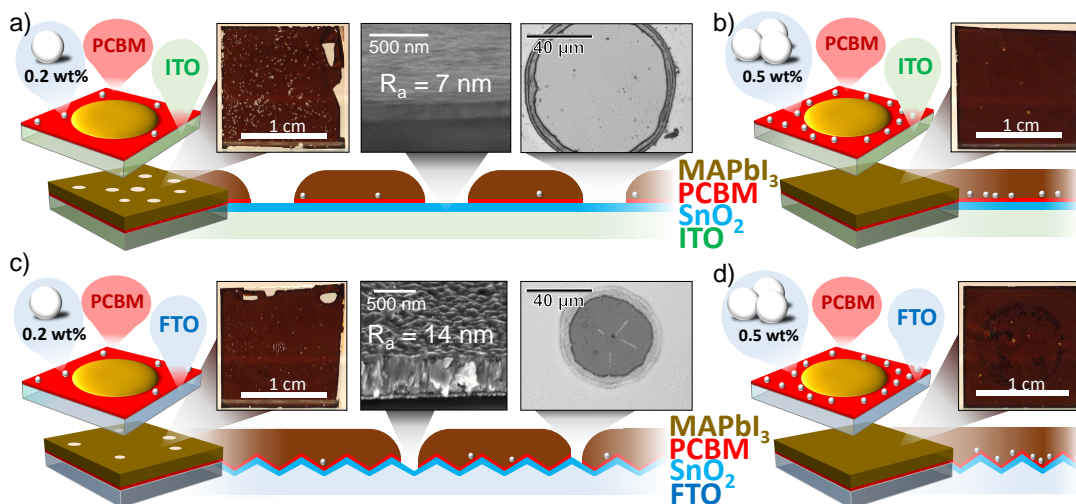 a)
0.2 wt%
PCBM
ITO
1 cm
500 nm
Rₐ = 7 nm
40 µm
b)
0.5 wt%
PCBM
ITO
1 cm
MAPbI₃
PCBM
SnO₂
ITO
c)
0.2 wt%
PCBM
FTO
1 cm
500 nm
Rₐ = 14 nm
40 µm
d)
0.5 wt%
PCBM
FTO
1 cm
MAPbI₃
PCBM
SnO₂
FTO